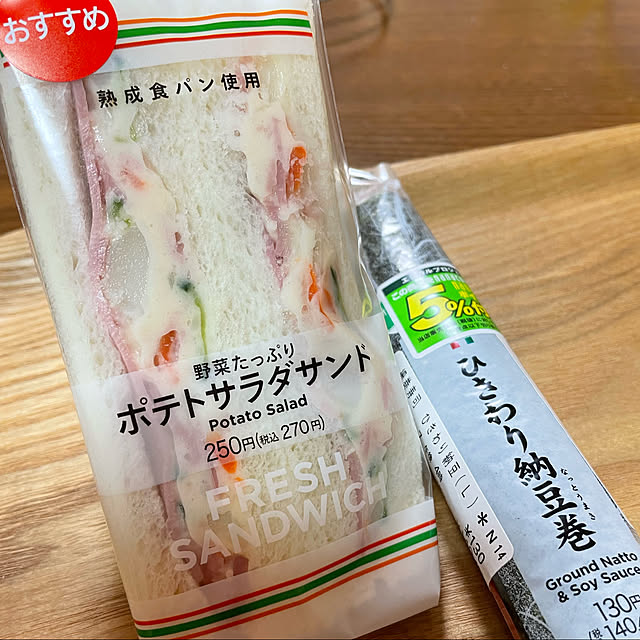 おすすめ
熟成食パン使用
野菜たっぷり
ポテトサラダサンド
Potato Salad
250円(税込 270円)
FRESH
SANDWICH
5%
ひきわり納豆巻
なっとうまき
Ground Natto
& Soy Sauce
130円
140